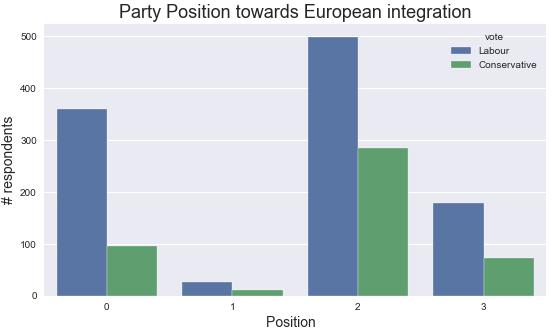 Party Position towards European integration
vote
Labour
Conservative
# respondents
500
400
300
200
100
0
0 1 2 3
Position